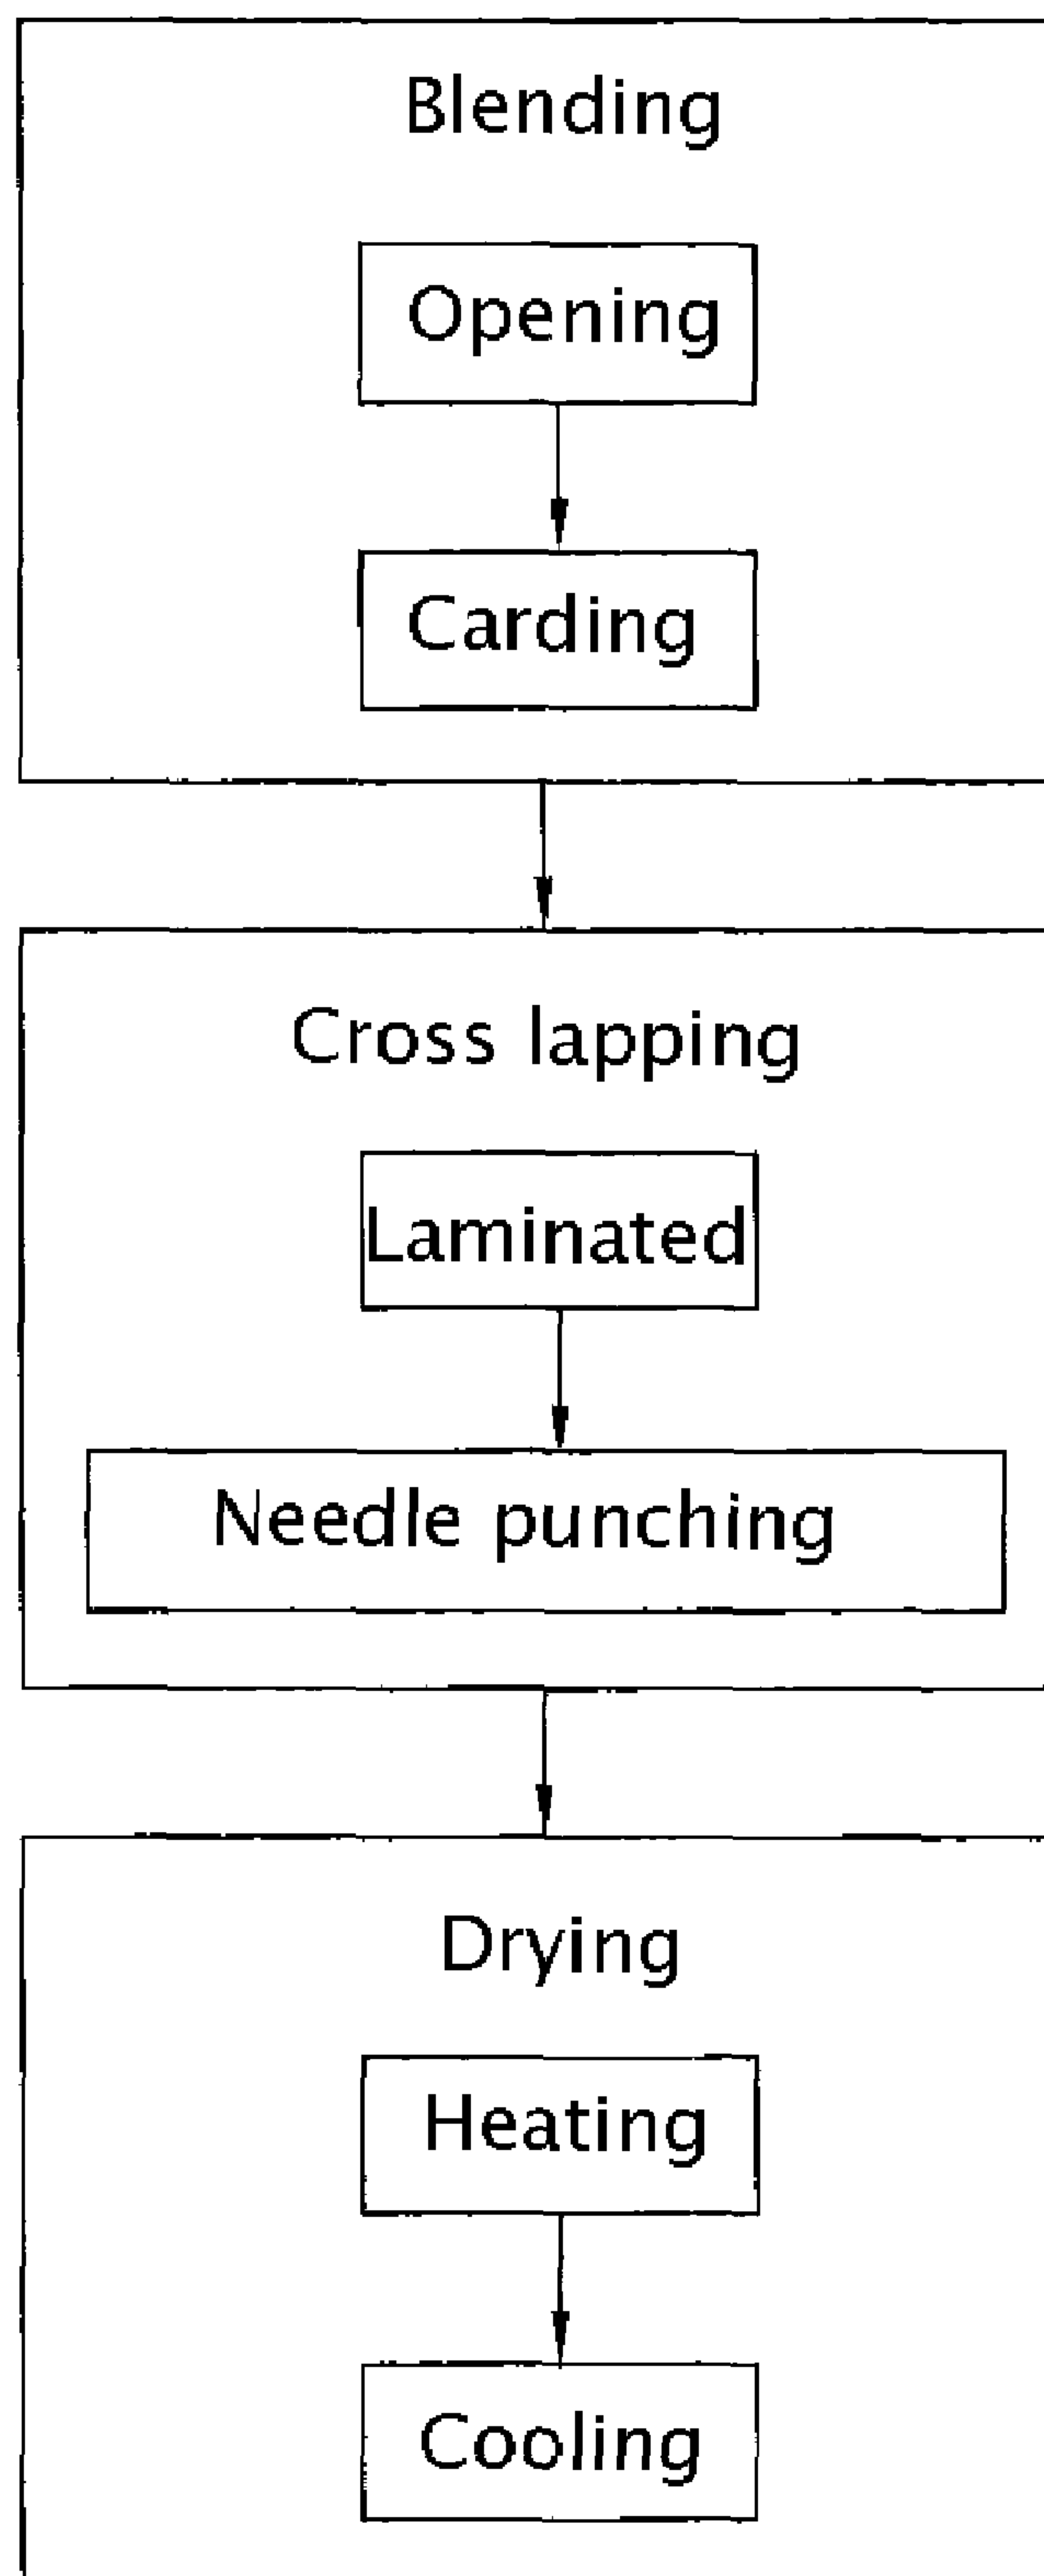 Blending
Opening
Carding
Cross lapping
Laminated
Needle punching
Drying
Heating
Cooling